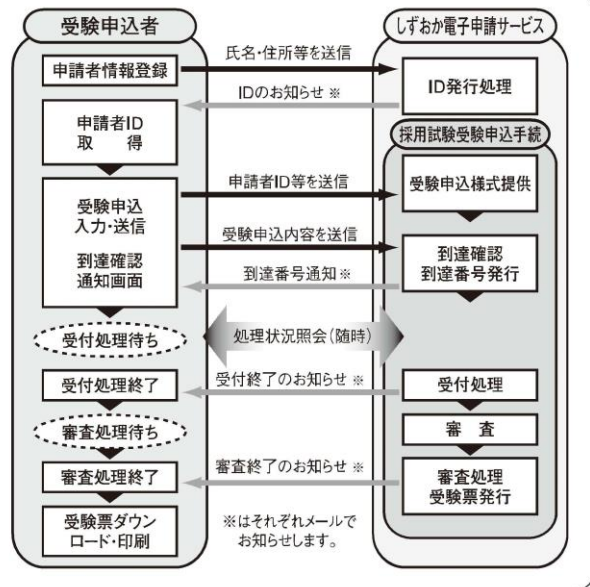 受験申込者
しずおか電子申請サービス
申請者情報登録
氏名・住所等を送信
ID発行処理
IDのお知らせ ※
申請者ID
取　得
採用試験受験申込手続
申請者ID等を送信
受験申込様式提供
受験申込
入力・送信
到達確認
通知画面
受験申込内容を送信
到達確認
到達番号発行
到達番号通知 ※
受付処理待ち
処理状況照会(随時)
受付処理終了
受付終了のお知らせ ※
受付処理
審査処理待ち
審　査
審査処理終了
審査終了のお知らせ ※
審査処理
受験票発行
受験票ダウン
ロード・印刷
※はそれぞれメールで
お知らせします。